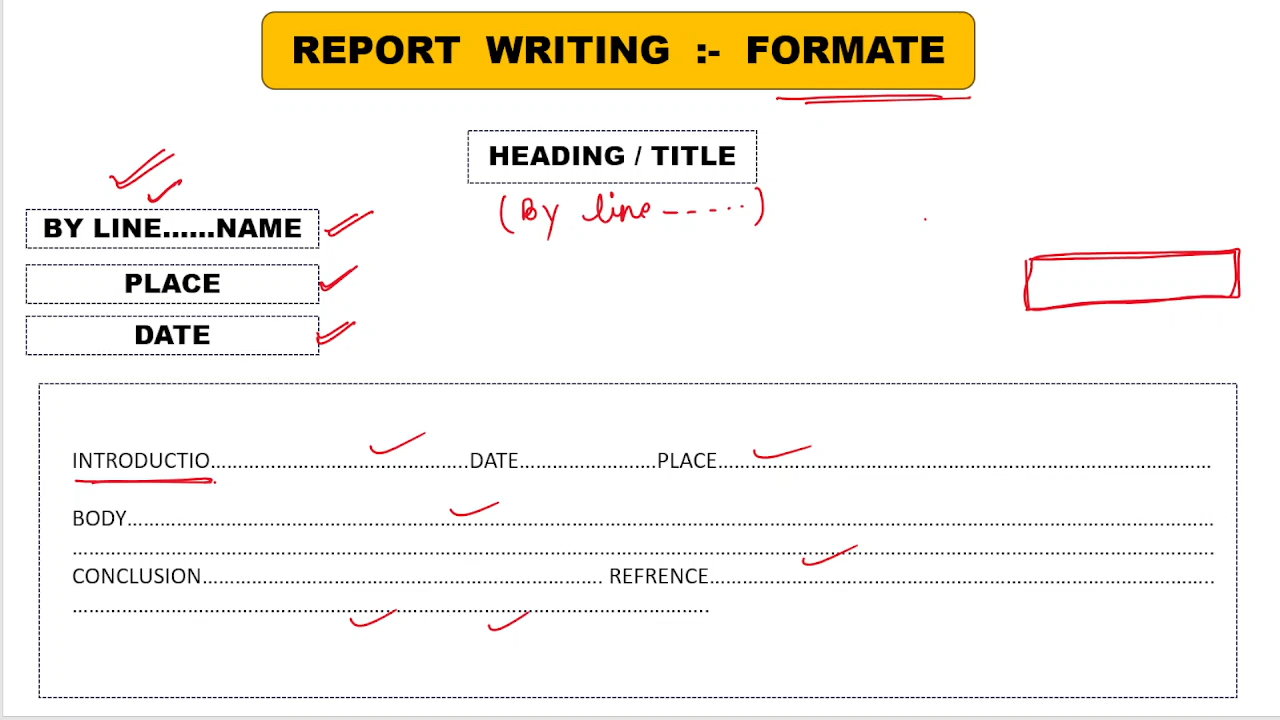 REPORT WRITING :- FORMATE
HEADING / TITLE
(By line -----)
BY LINE......NAME
PLACE
DATE
INTRODUCTIO...............................................DATE.........................PLACE..........................................................................................
BODY........................................................................................................................................................................................................
....................................................................................................................................................................................................................
CONCLUSION.......................................................................... REFRENCE............................................................................................
......................................................................................................................